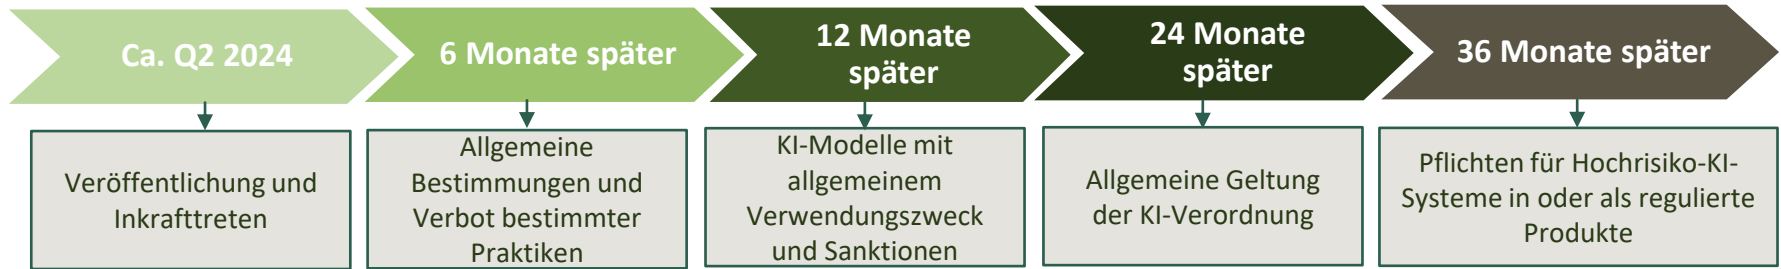 Ca. Q2 2024
6 Monate später
12 Monate
später
24 Monate
später
36 Monate später
Veröffentlichung und
Inkrafttreten
Allgemeine
Bestimmungen und
Verbot bestimmter
Praktiken
KI-Modelle mit
allgemeinem
Verwendungszweck
und Sanktionen
Allgemeine Geltung
der KI-Verordnung
Pflichten für Hochrisiko-KI-
Systeme in oder als regulierte
Produkte